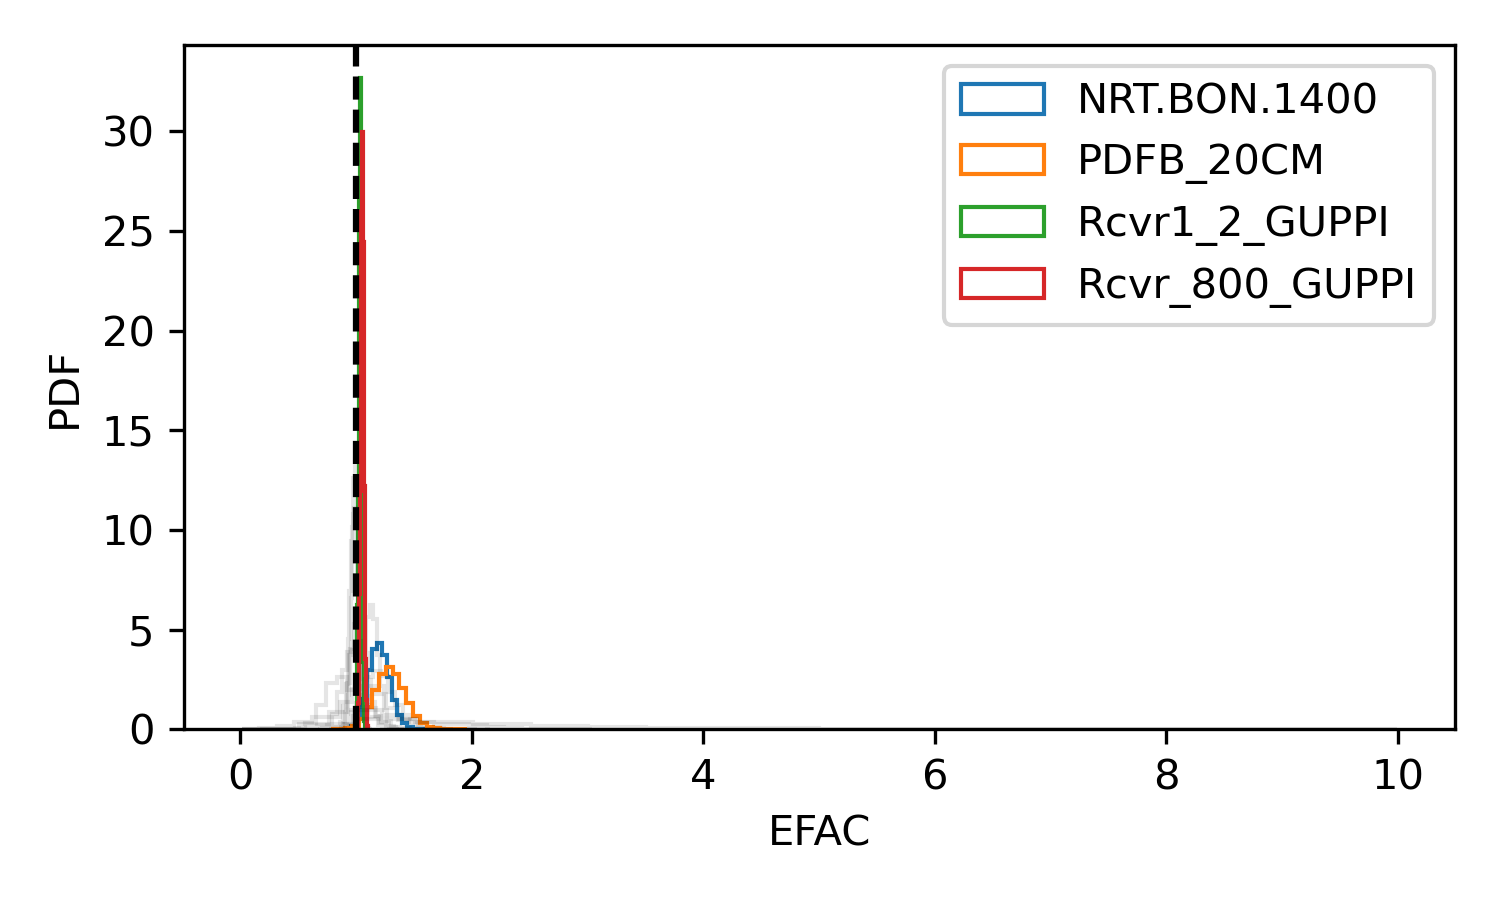 NRT.BON.1400
PDFB_20CM
Rcvr1_2_GUPPI
Rcvr_800_GUPPI
30
25
20
15
10
5
0
PDF
0 2 4 6 8 10
EFAC